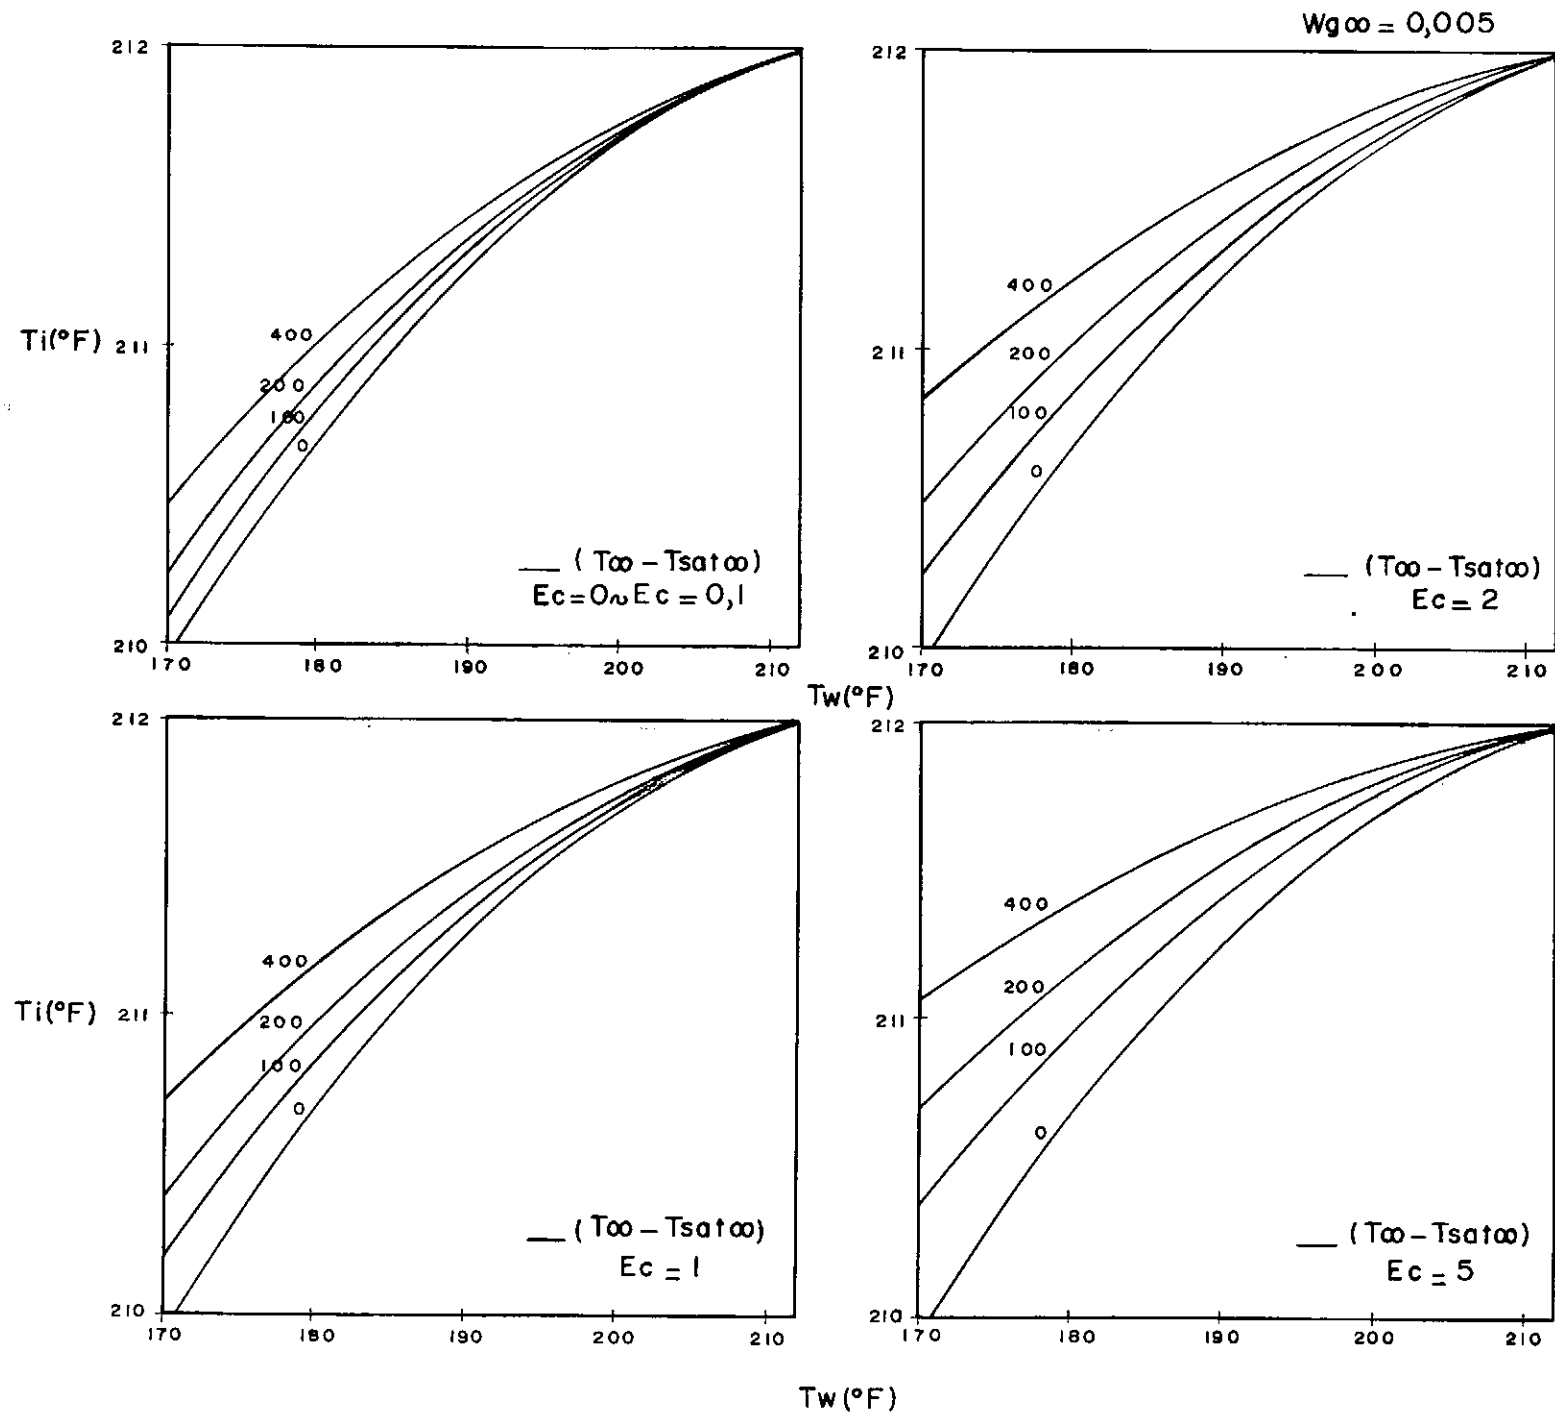 Wg∞ = 0,005
212
212
400
Ti(°F)
211
400
211
200
200
100
100
0
0
— (T∞ – Tsat∞)
Ec=0~Ec = 0,1
— (T∞ – Tsat∞)
Ec = 2
210
170 180 190 200 210
210
170 180 190 200 210
Tw(°F)
212
212
400
400
200
Ti(°F)
211
200
211
100
100
0
0
— (T∞ – Tsat∞)
Ec = 1
— (T∞ – Tsat∞)
Ec = 5
210
170 180 190 200 210
210
170 180 190 200 210
Tw(°F)